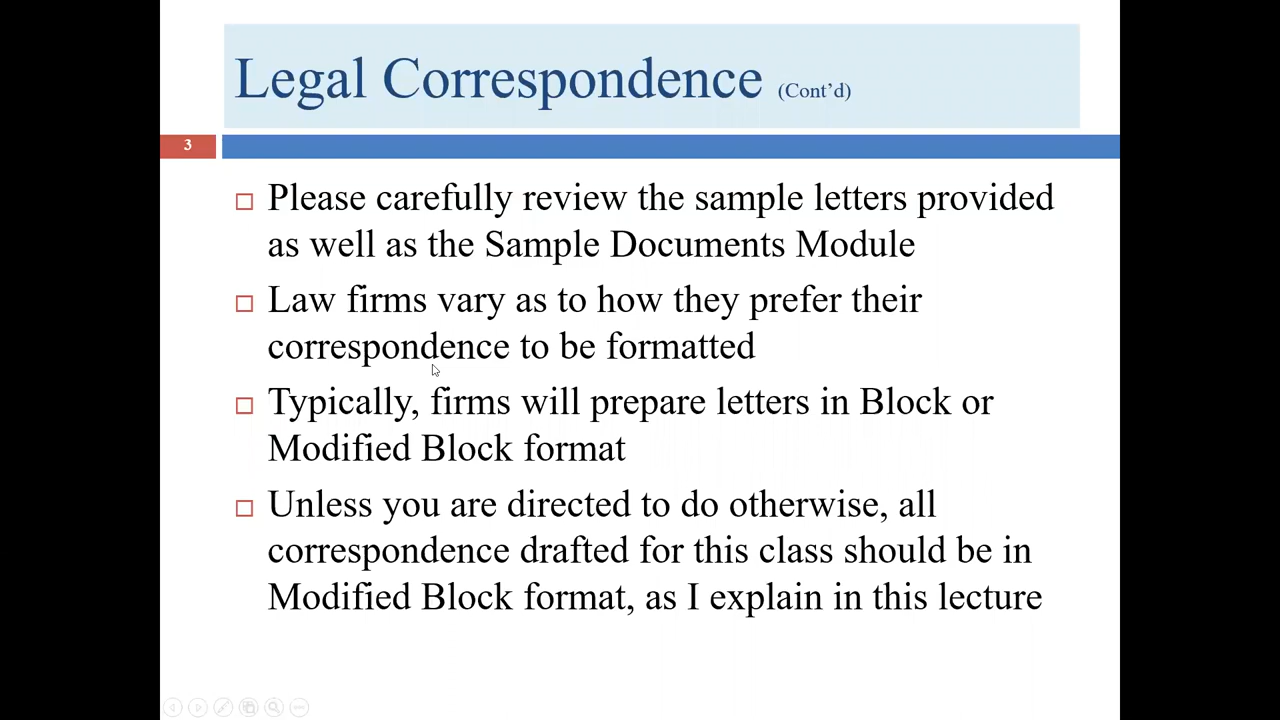 Legal Correspondence (Cont’d)
3
Please carefully review the sample letters provided
as well as the Sample Documents Module
Law firms vary as to how they prefer their
correspondence to be formatted
Typically, firms will prepare letters in Block or
Modified Block format
Unless you are directed to do otherwise, all
correspondence drafted for this class should be in
Modified Block format, as I explain in this lecture